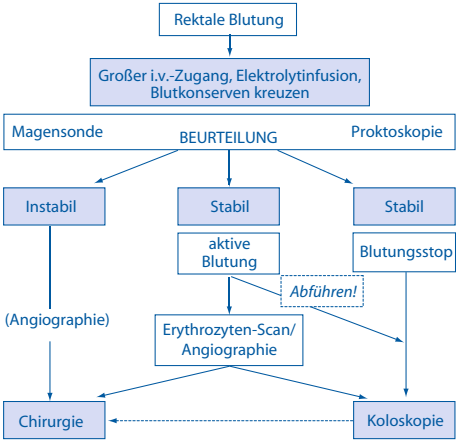 Rektale Blutung
Großer i.v.-Zugang, Elektrolytinfusion,
Blutkonserven kreuzen
Magensonde
BEURTEILUNG
Proktoskopie
Instabil
Stabil
Stabil
aktive
Blutung
Blutungsstop
Abführen!
(Angiographie)
Erythrozyten-Scan/
Angiographie
Chirurgie
Koloskopie